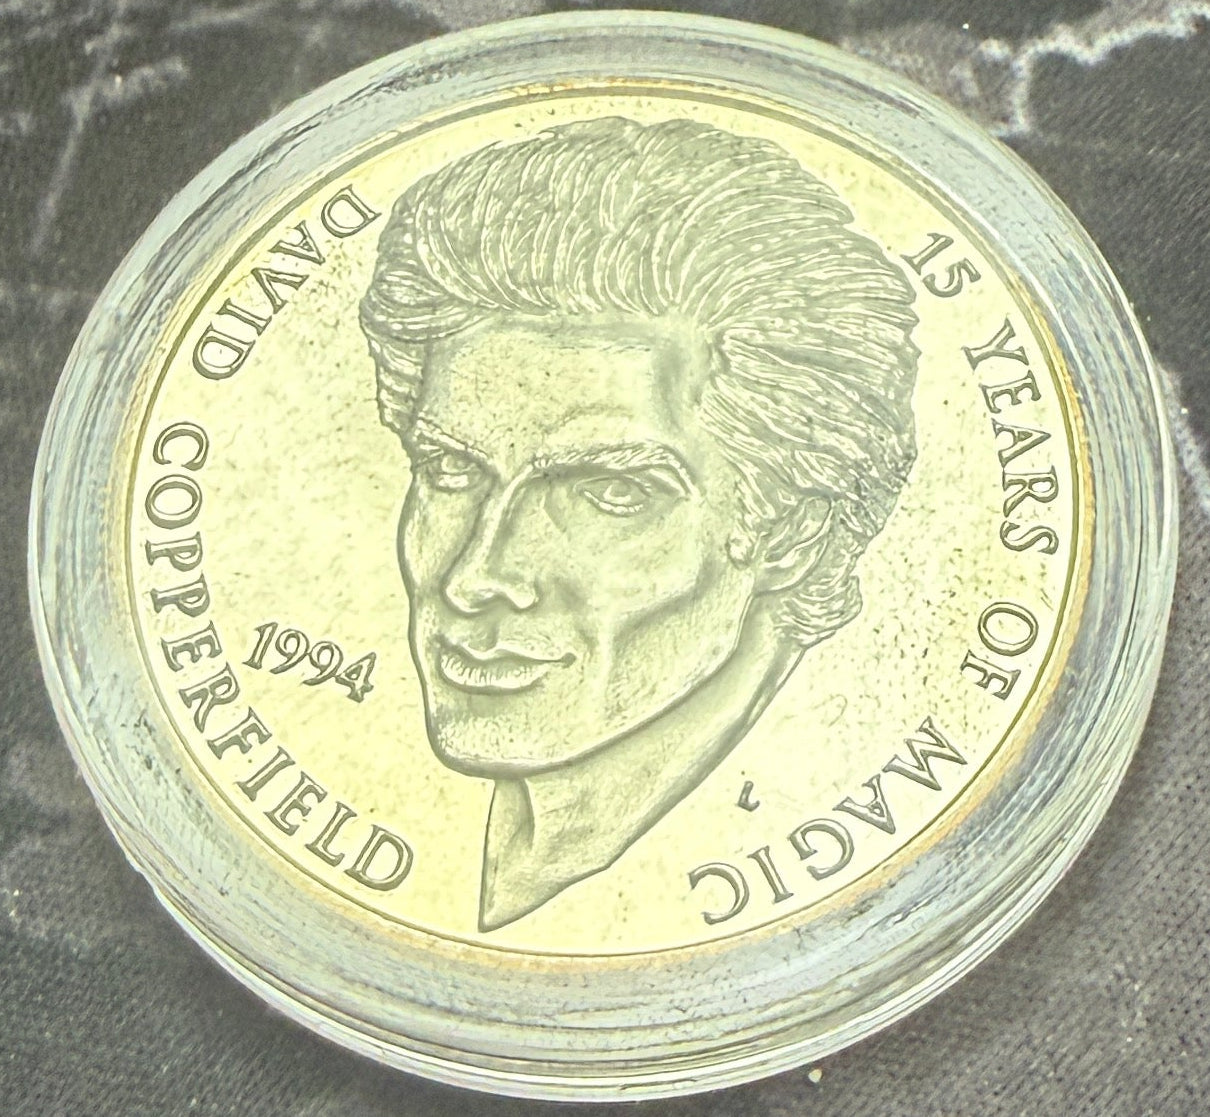 DAVID COPPERFIELD
1994
15 YEARS OF MAGIC